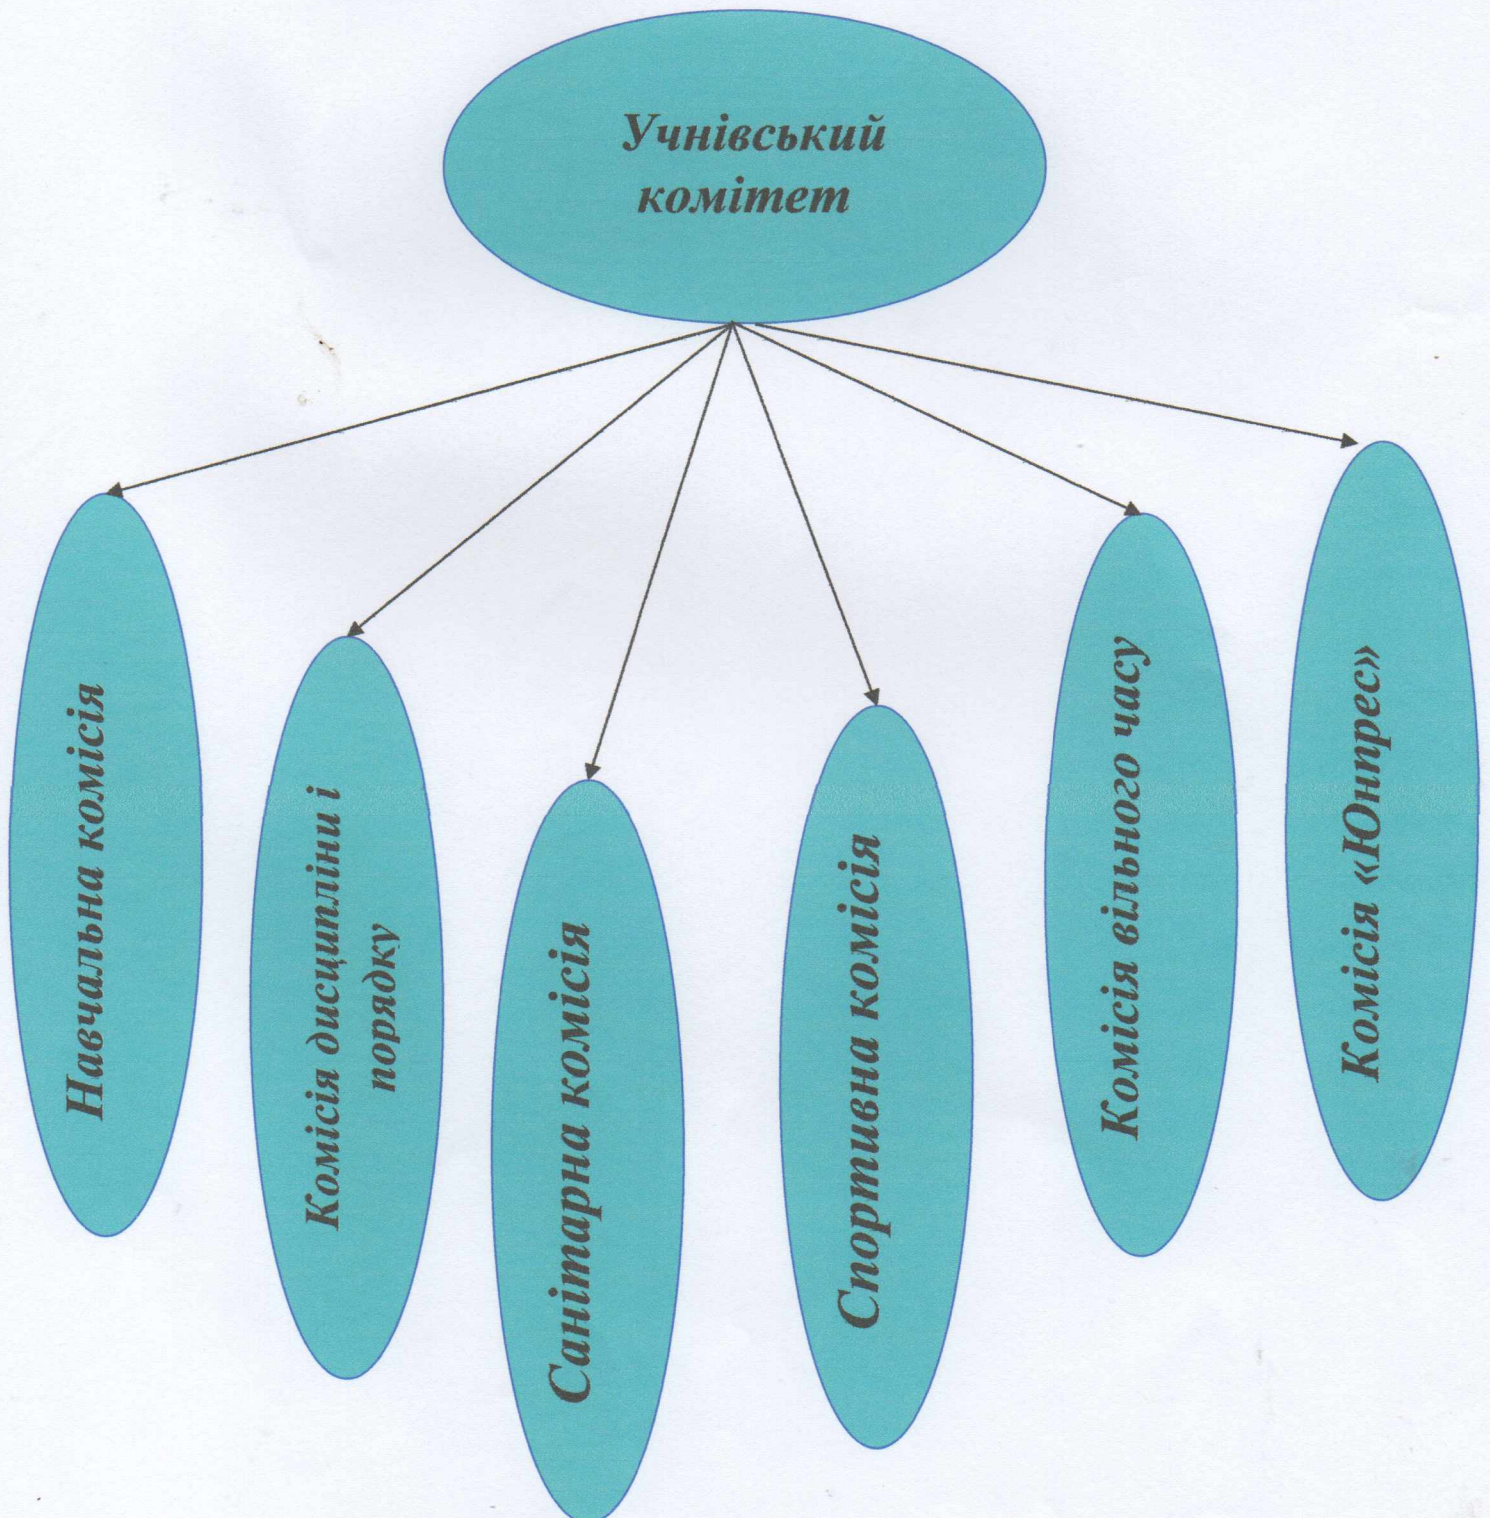 Учнівський
комітет
Навчальна комісія
Комісія дисципліни і
порядку
Санітарна комісія
Спортивна комісія
Комісія вільного часу
Комісія «Юнпрес»